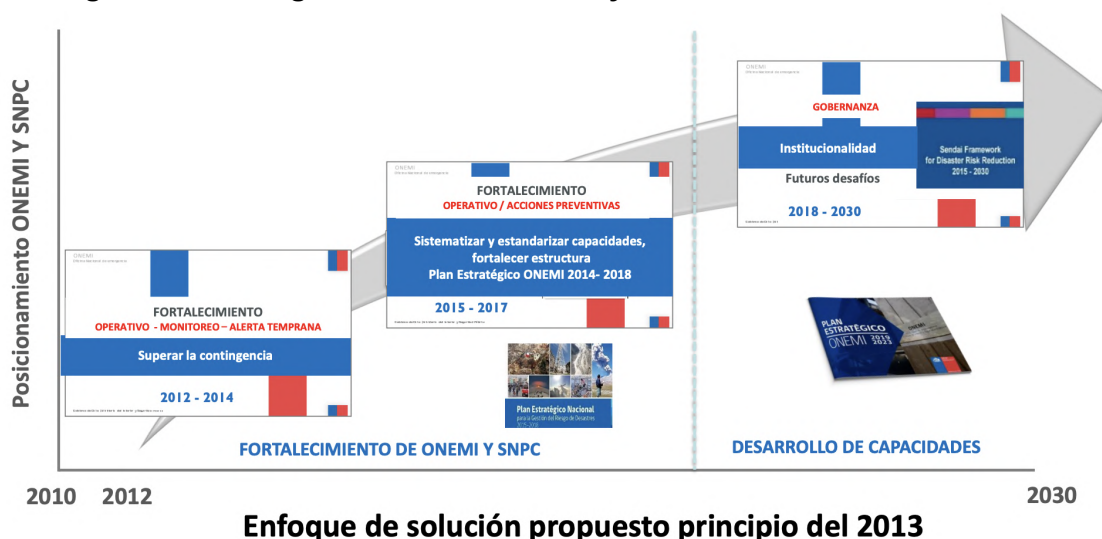 Posicionamiento ONEMI Y SNPC
ONEMI
GOBERNANZA
Institucionalidad
Futuros desafíos
2018 - 2030
Sendai Framework
for Disaster Risk Reduction
2015 - 2030
ONEMI
FORTALECIMIENTO
OPERATIVO / ACCIONES PREVENTIVAS
Sistematizar y estandarizar capacidades,
fortalecer estructura
Plan Estratégico ONEMI 2014- 2018
2015 - 2017
ONEMI
FORTALECIMIENTO
OPERATIVO - MONITOREO – ALERTA TEMPRANA
Superar la contingencia
2012 - 2014
Plan Estratégico Nacional
para la Gestión del Riesgo de Desastres
2015-2018
PLAN
ESTRATÉGICO
ONEMI 2019
2023
FORTALECIMIENTO DE ONEMI Y SNPC
DESARROLLO DE CAPACIDADES
2010 2012
2030
Enfoque de solución propuesto principio del 2013